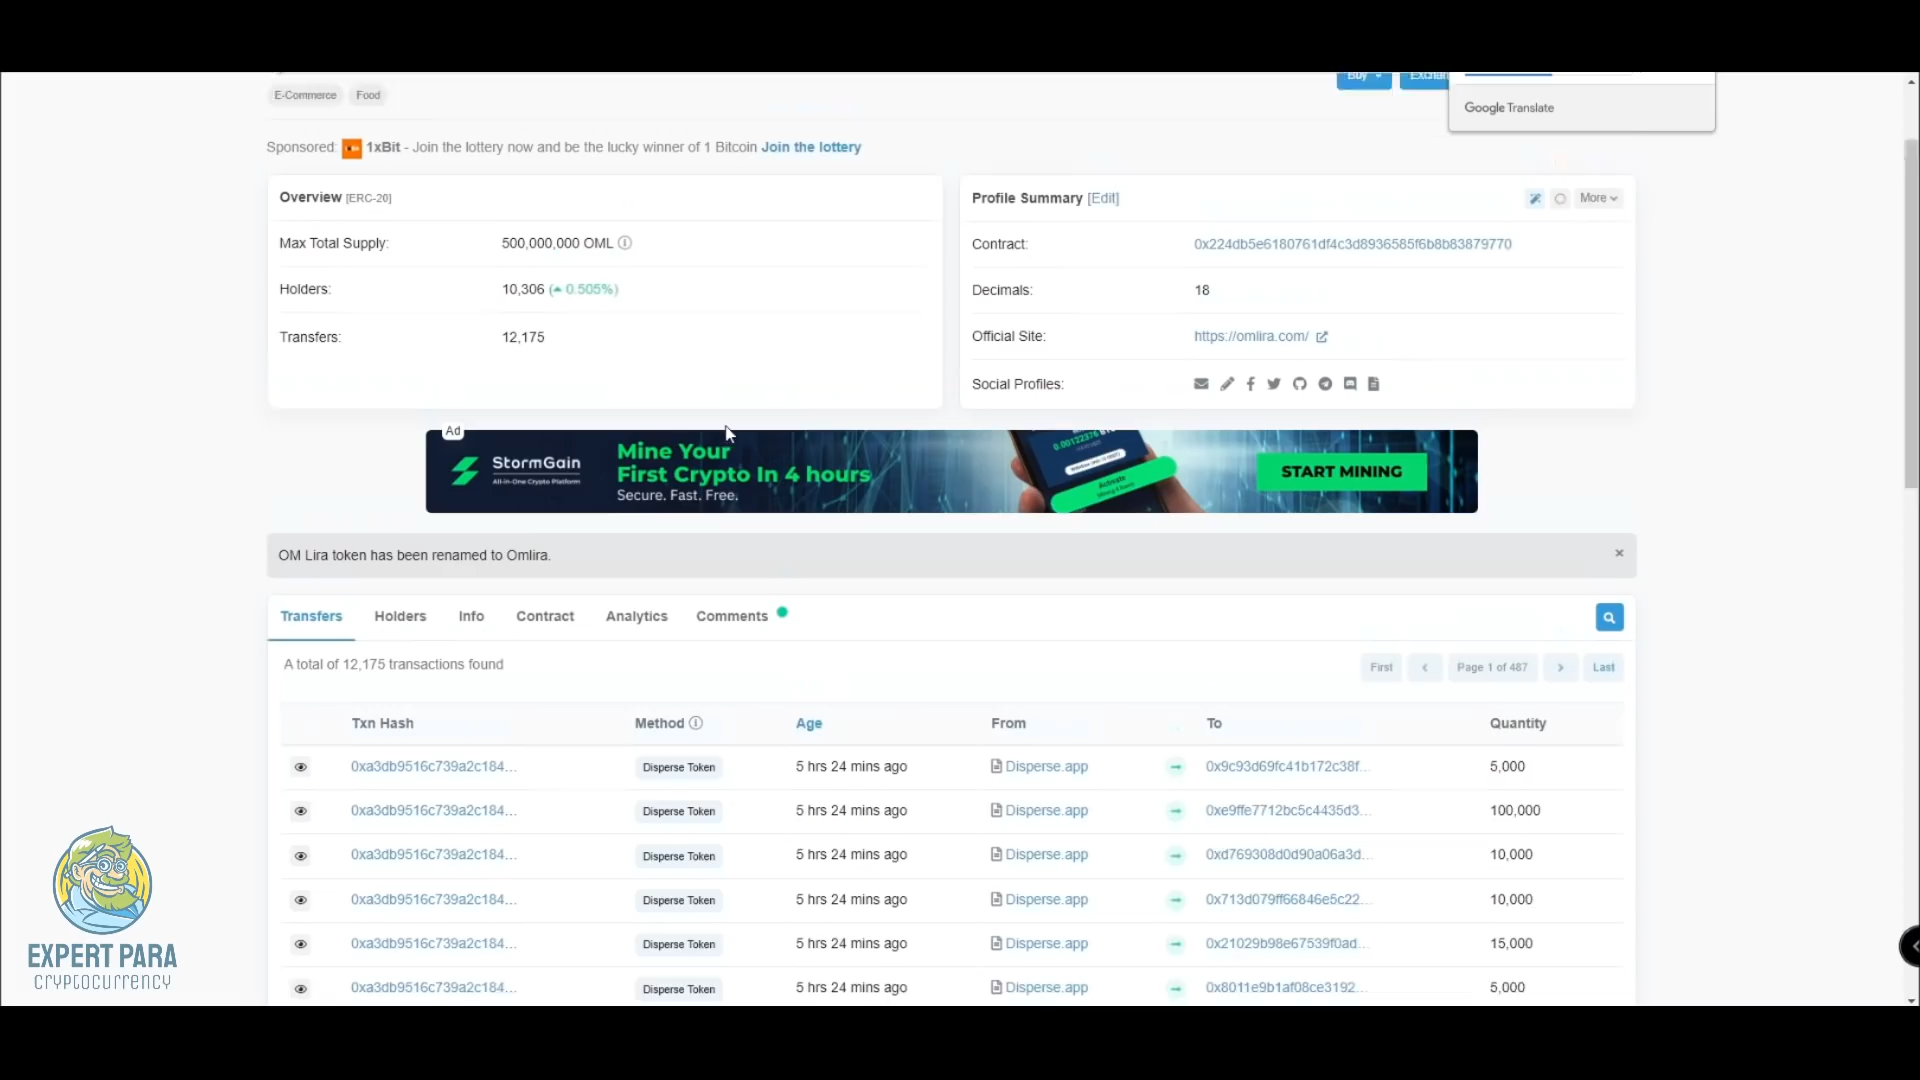 Buy
E-Commerce Food
Google Translate
Sponsored: 1xBit - Join the lottery now and be the lucky winner of 1 Bitcoin Join the lottery
Overview [ERC-20]
Max Total Supply: 500,000,000 OML
Holders: 10,306 (0.505%)
Transfers: 12,175
Profile Summary [Edit]
More
Contract: 0x224db5e6180761df4c3d8936585f6b8b83879770
Decimals: 18
Official Site: https://omlira.com/
Social Profiles:
Ad
StormGain
All-in-One Crypto Platform
Mine Your
First Crypto In 4 hours
Secure. Fast. Free.
0.00122376
Activate
START MINING
OM Lira token has been renamed to Omlira.
×
Transfers Holders Info Contract Analytics Comments
A total of 12,175 transactions found
First Page 1 of 487 Last
Txn Hash Method Age From To Quantity
0xa3db9516c739a2c184... Disperse Token 5 hrs 24 mins ago Disperse.app 0x9c93d69fc41b172c38f... 5,000
0xa3db9516c739a2c184... Disperse Token 5 hrs 24 mins ago Disperse.app 0xe9ffe7712bc5c4435d3... 100,000
0xa3db9516c739a2c184... Disperse Token 5 hrs 24 mins ago Disperse.app 0xd769308d0d90a06a3d... 10,000
0xa3db9516c739a2c184... Disperse Token 5 hrs 24 mins ago Disperse.app 0x713d079ff66846e5c22... 10,000
0xa3db9516c739a2c184... Disperse Token 5 hrs 24 mins ago Disperse.app 0x21029b98e67539f0ad... 15,000
0xa3db9516c739a2c184... Disperse Token 5 hrs 24 mins ago Disperse.app 0x8011e9b1af08ce3192... 5,000
EXPERT PARA
CRYPTOCURRENCY